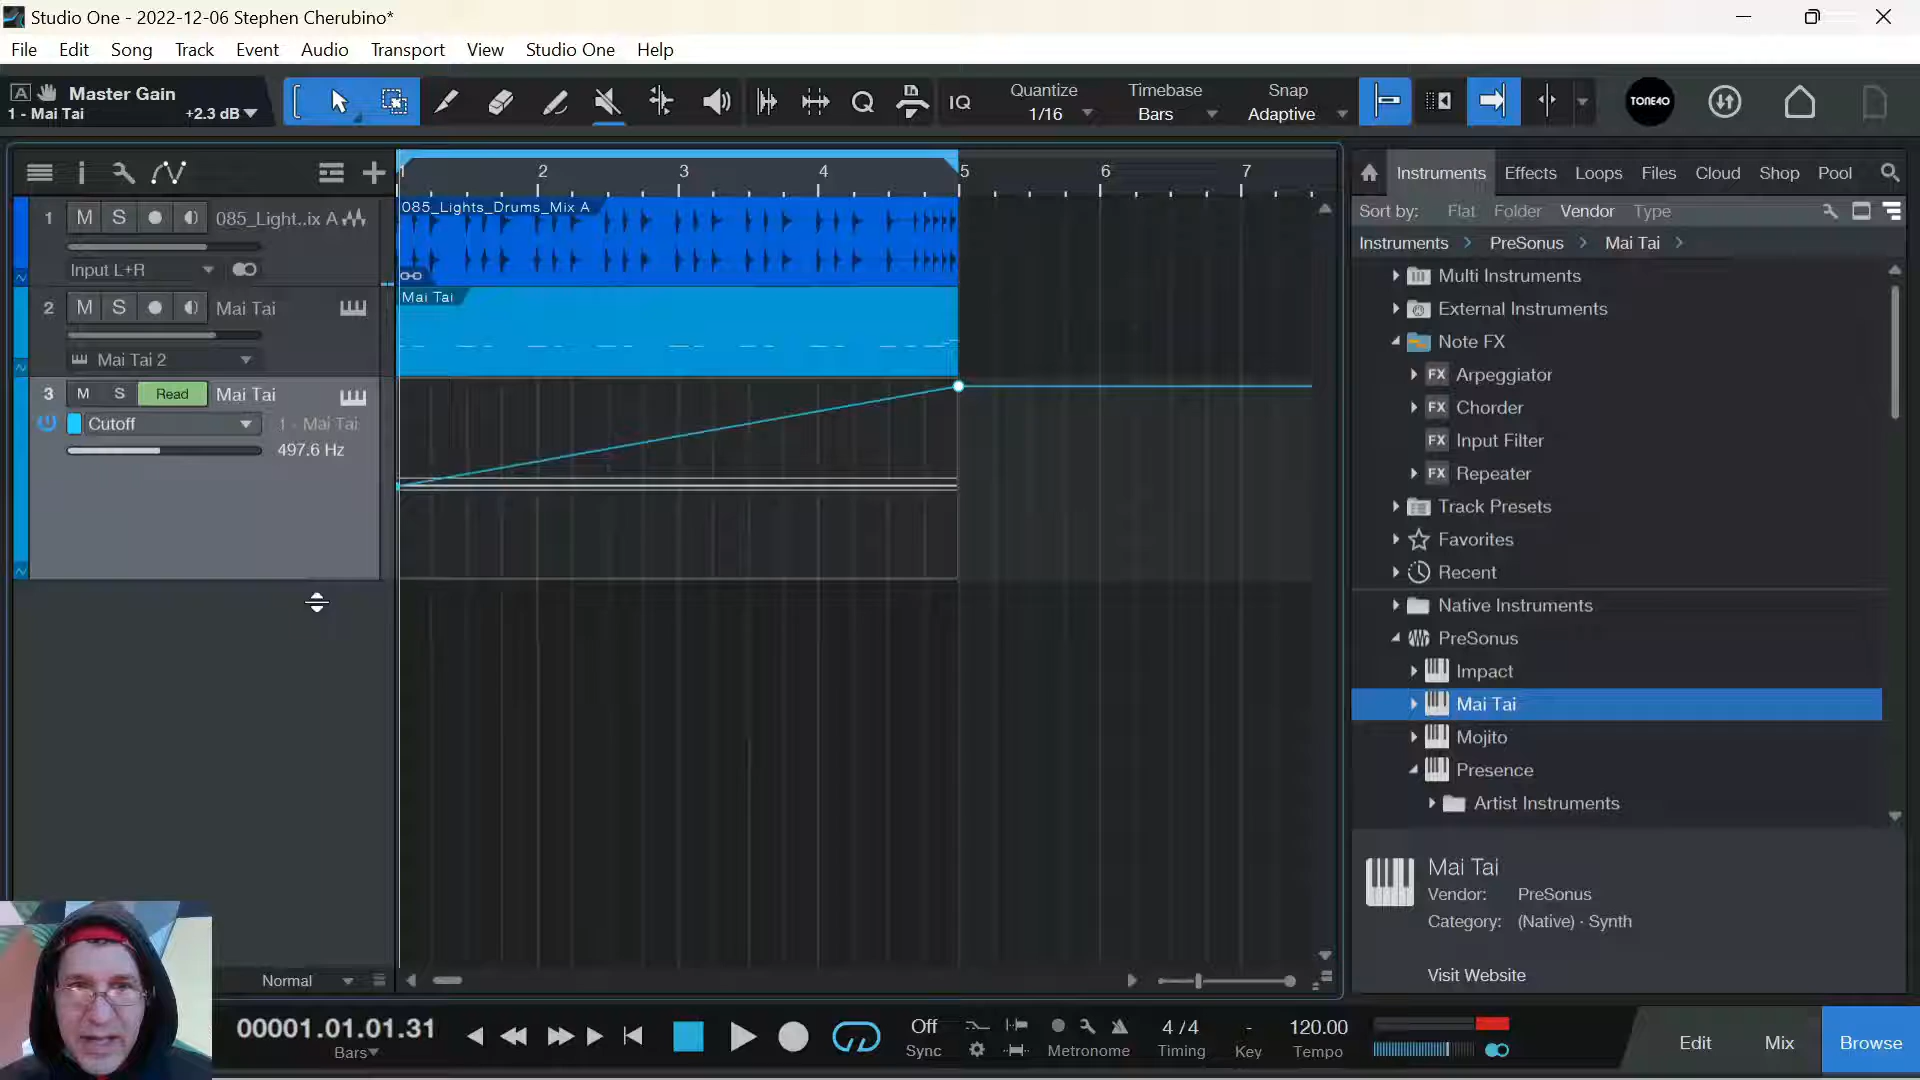 Studio One - 2022-12-06 Stephen Cherubino*
File Edit Song Track Event Audio Transport View Studio One Help
A Master Gain
1 - Mai Tai +2.3 dB
IQ
Quantize
1/16
Timebase
Bars
Snap
Adaptive
TONE40
1 2 3 4 5 6 7
1 M S 085_Light..ix A
Input L+R
2 M S Mai Tai
Mai Tai 2
3 M S Read Mai Tai
Cutoff 1 - Mai Tai
497.6 Hz
085_Lights_Drums_Mix A
Mai Tai
Normal
Instruments Effects Loops Files Cloud Shop Pool
Sort by: Flat Folder Vendor Type
Instruments PreSonus Mai Tai
Multi Instruments
External Instruments
Note FX
FX Arpeggiator
FX Chorder
FX Input Filter
FX Repeater
Track Presets
Favorites
Recent
Native Instruments
PreSonus
Impact
Mai Tai
Mojito
Presence
Artist Instruments
Mai Tai
Vendor: PreSonus
Category: (Native) · Synth
Visit Website
00001.01.01.31
Bars
Off
Sync
Metronome
4 / 4
Timing
-
Key
120.00
Tempo
Edit Mix Browse